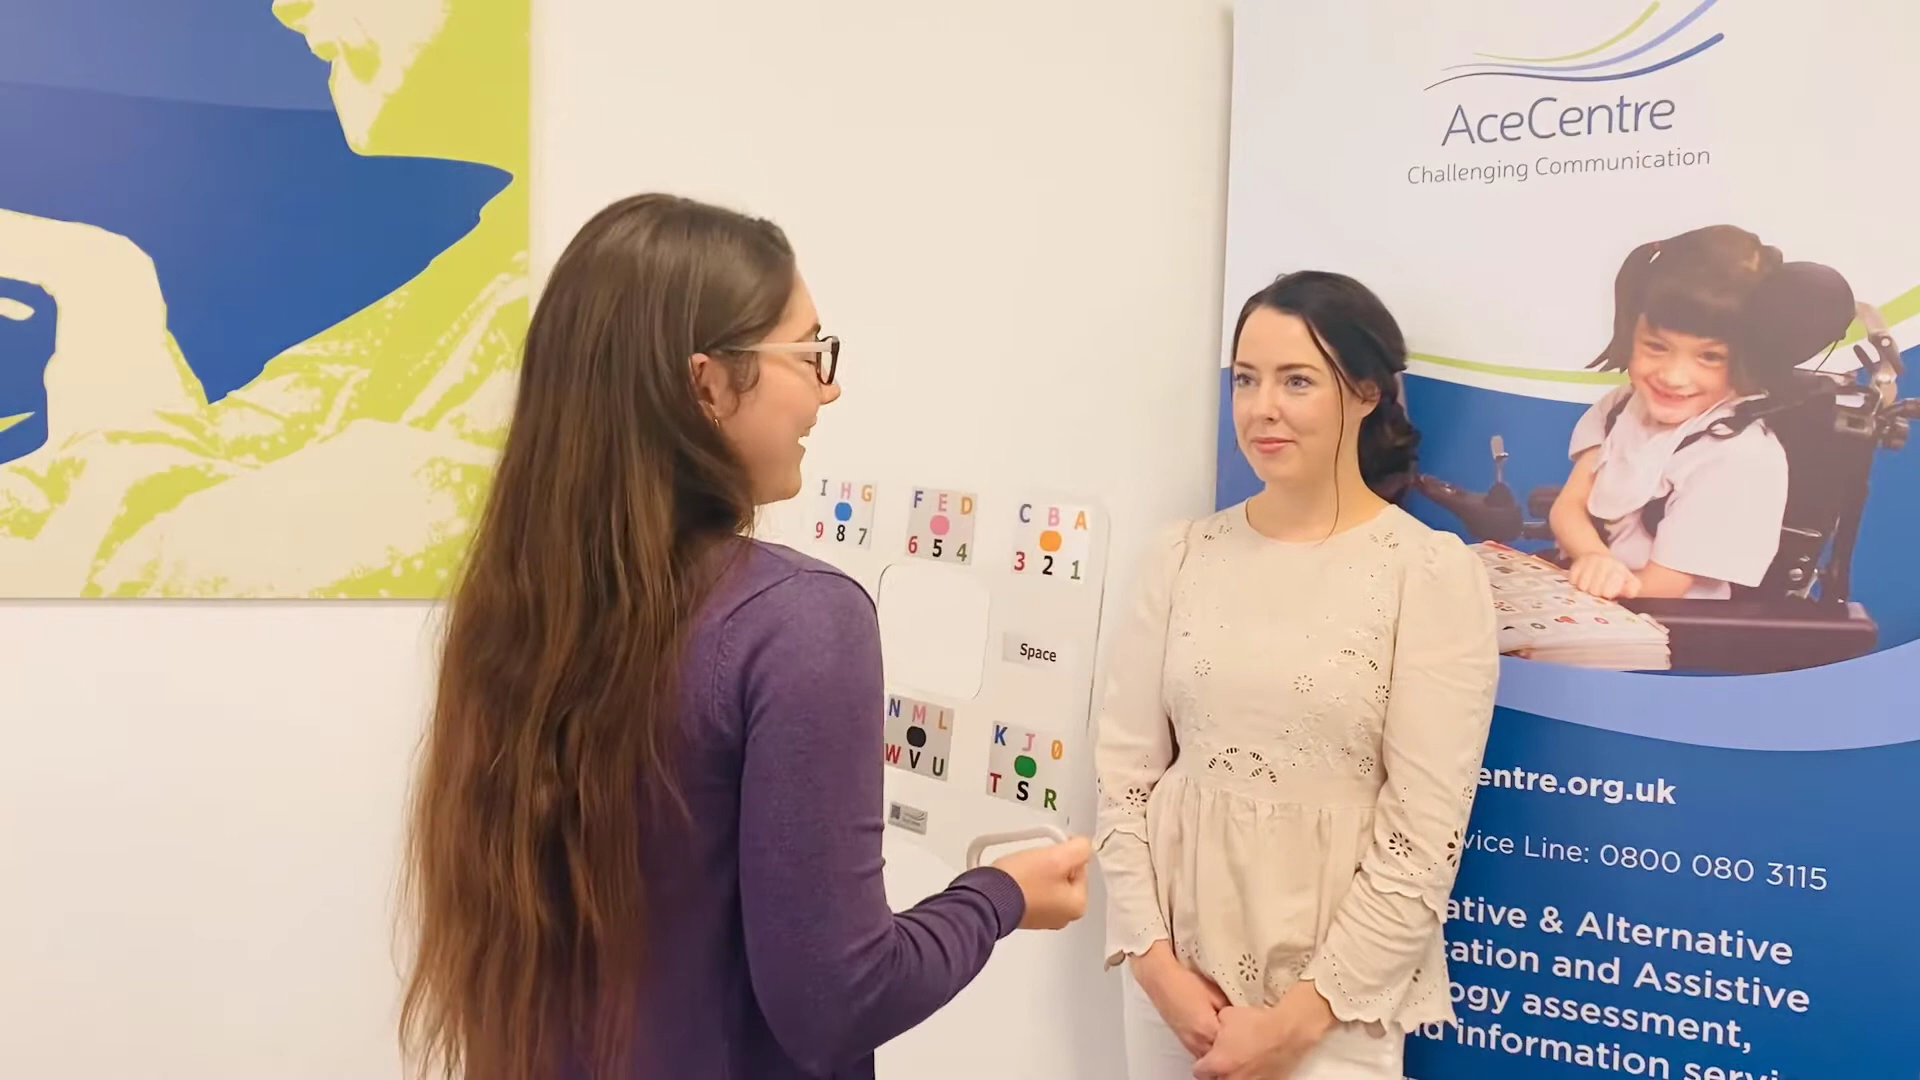 AceCentre
Challenging Communication
I H G
9 8 7
F E D
6 5 4
C B A
3 2 1
Space
N M L
W V U
K J 0
T S R
entre.org.uk
vice Line: 0800 080 3115
ative & Alternative
cation and Assistive
ogy assessment,
d information servi